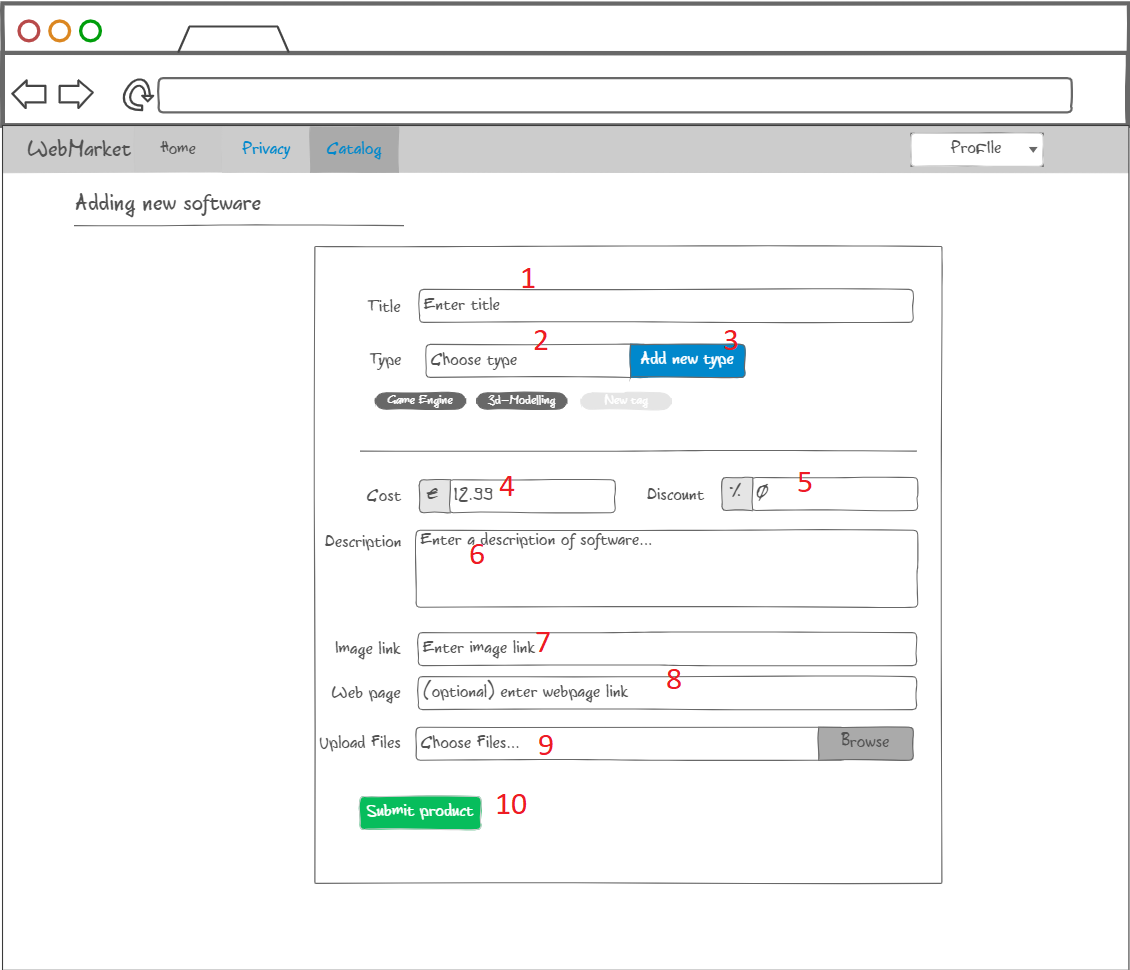 WebMarket Home Privacy Catalog Profile
Adding new software
1
Title Enter title
2 3
Type Choose type Add new type
Game Engine 3d-Modelling New tag
4 5
Cost € 12.99 Discount % 0
Description Enter a description of software...
6
7
Image link Enter image link
8
Web page (optional) enter webpage link
Upload Files Choose Files... 9 Browse
Submit product 10